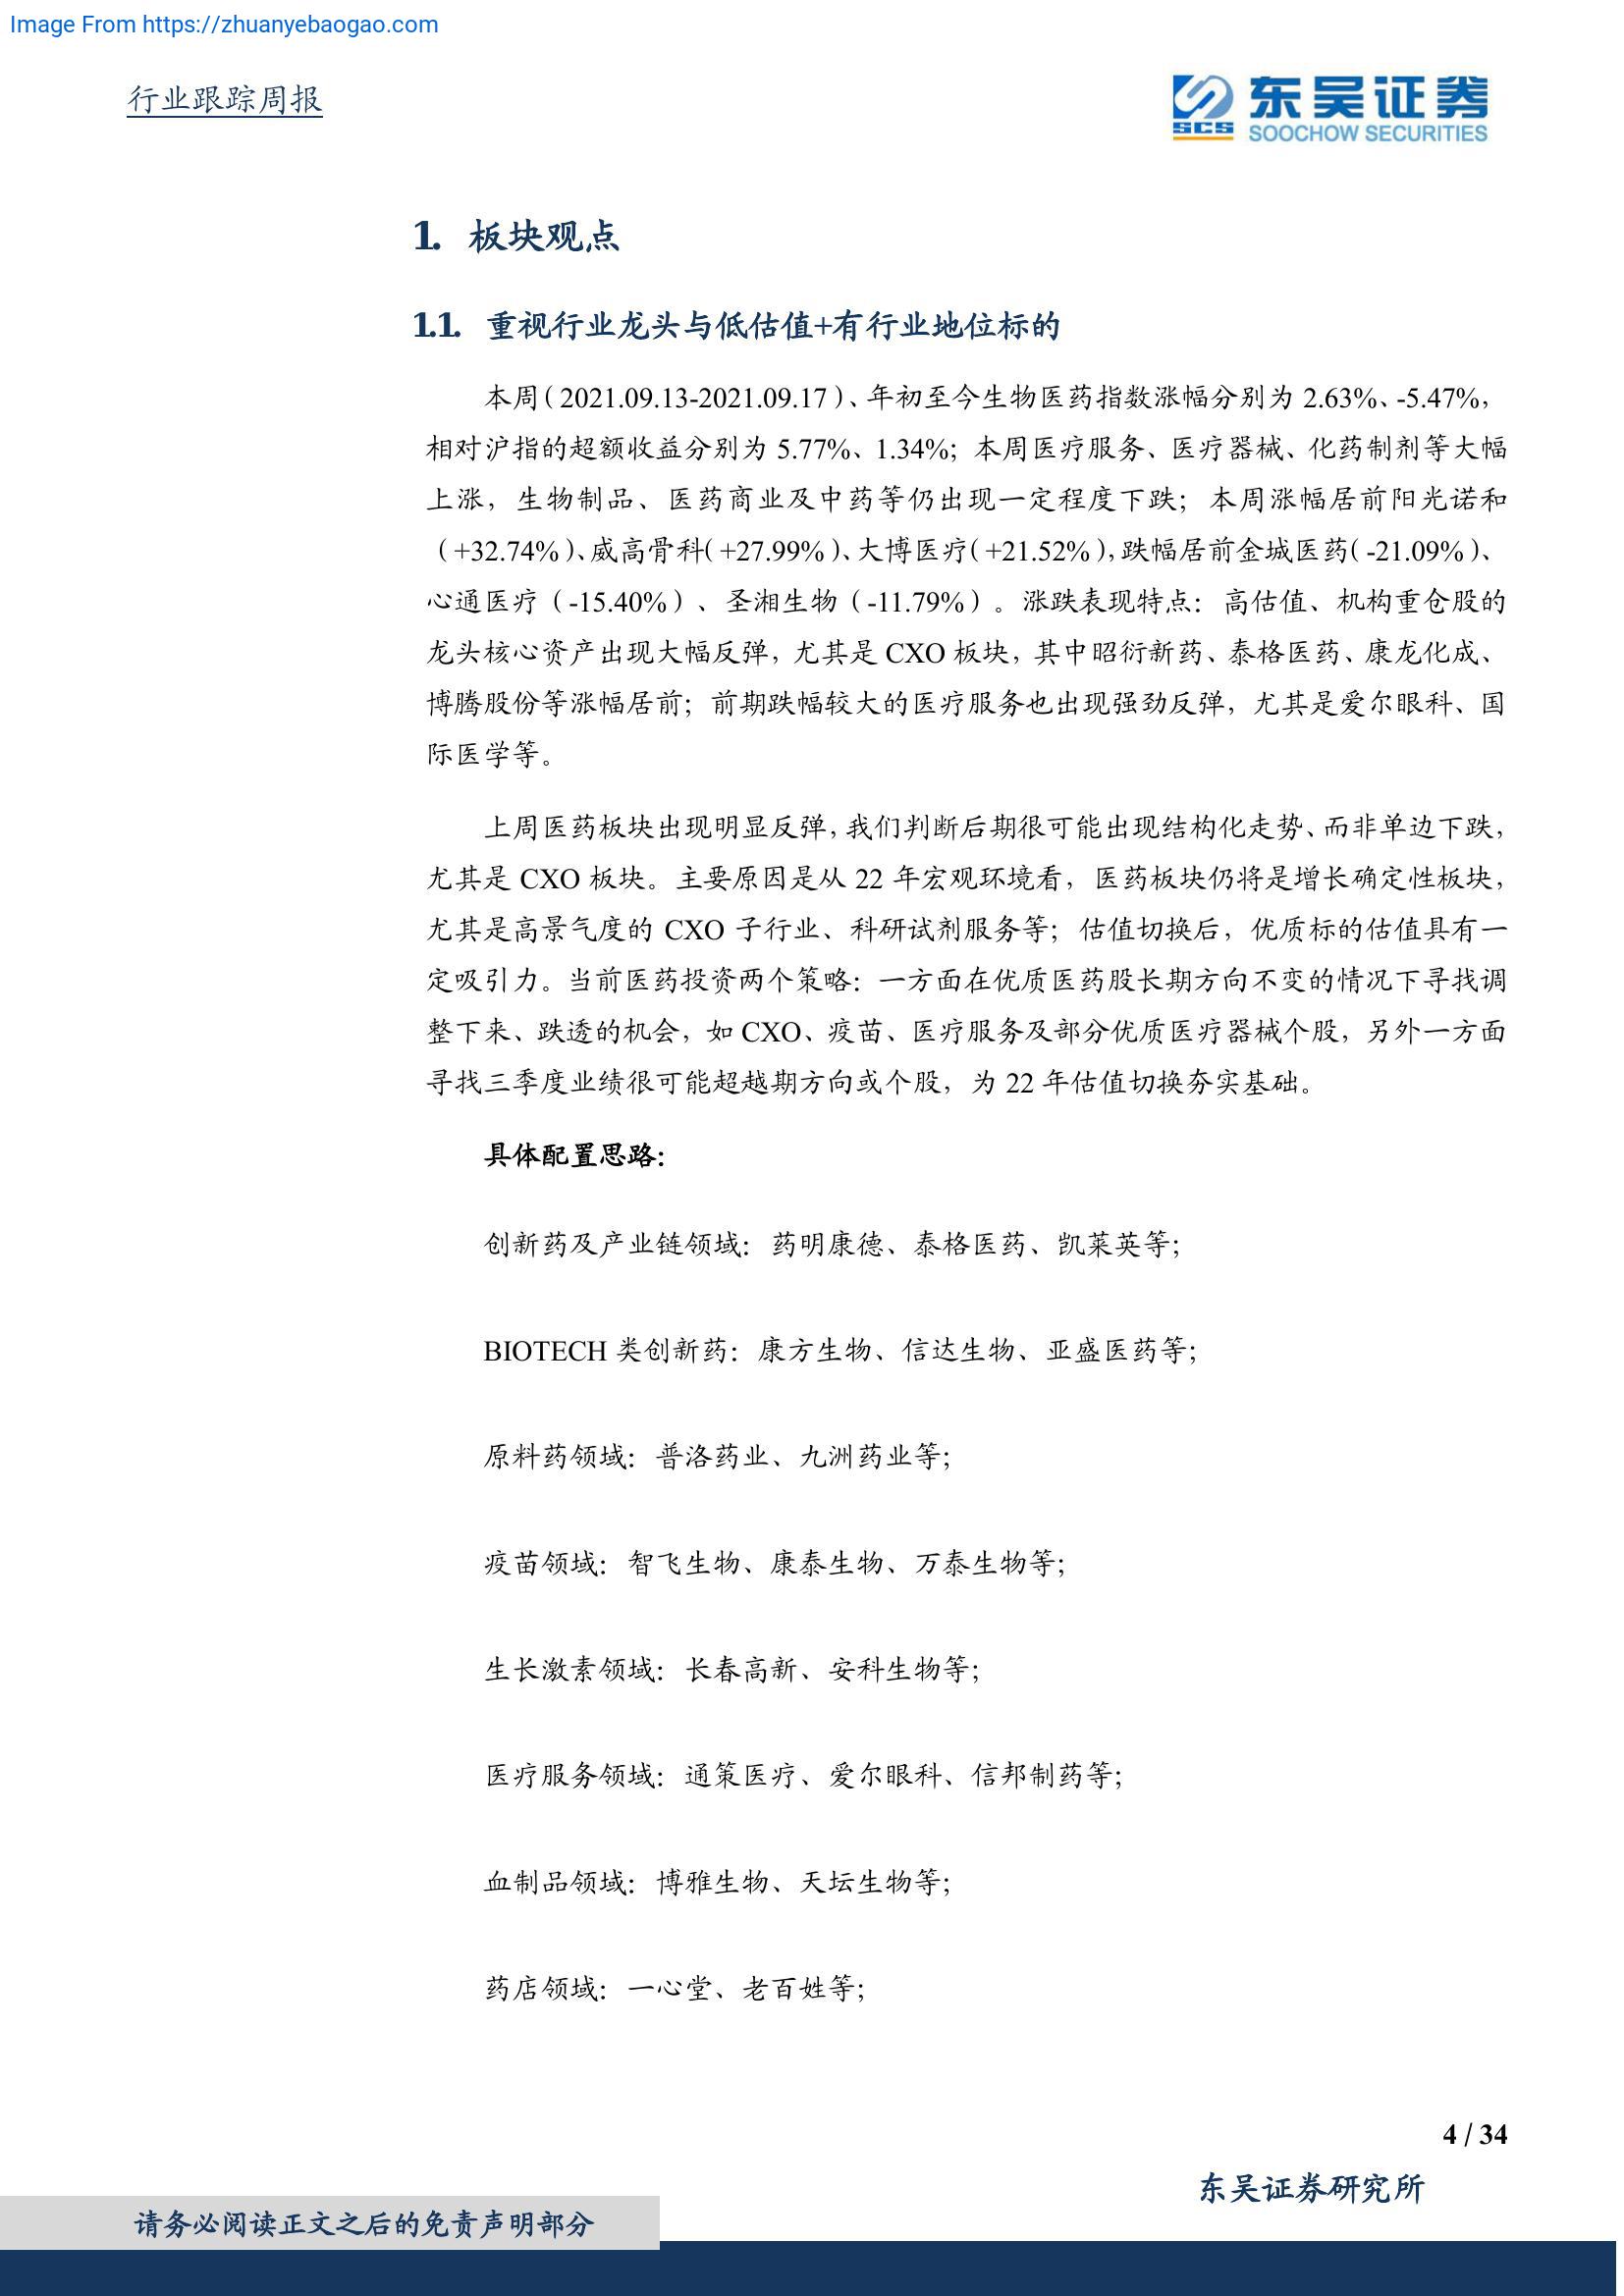 Image From https://zhuanyebaogao.com
行业跟踪周报
东吴证券
SCS
SOOCHOW SECURITIES
1. 板块观点
1.1. 重视行业龙头与低估值+有行业地位标的
本周（2021.09.13-2021.09.17）、年初至今生物医药指数涨幅分别为 2.63%、-5.47%，
相对沪指的超额收益分别为 5.77%、1.34%；本周医疗服务、医疗器械、化药制剂等大幅
上涨，生物制品、医药商业及中药等仍出现一定程度下跌；本周涨幅居前阳光诺和
（+32.74%）、威高骨科（+27.99%）、大博医疗（+21.52%），跌幅居前金城医药（-21.09%）、
心通医疗（-15.40%）、圣湘生物（-11.79%）。涨跌表现特点：高估值、机构重仓股的
龙头核心资产出现大幅反弹，尤其是 CXO 板块，其中昭衍新药、泰格医药、康龙化成、
博腾股份等涨幅居前；前期跌幅较大的医疗服务也出现强劲反弹，尤其是爱尔眼科、国
际医学等。
上周医药板块出现明显反弹，我们判断后期很可能出现结构化走势、而非单边下跌，
尤其是 CXO 板块。主要原因是从 22 年宏观环境看，医药板块仍将是增长确定性板块，
尤其是高景气度的 CXO 子行业、科研试剂服务等；估值切换后，优质标的估值具有一
定吸引力。当前医药投资两个策略：一方面在优质医药股长期方向不变的情况下寻找调
整下来、跌透的机会，如 CXO、疫苗、医疗服务及部分优质医疗器械个股，另外一方面
寻找三季度业绩很可能超越期方向或个股，为 22 年估值切换夯实基础。
具体配置思路：
创新药及产业链领域：药明康德、泰格医药、凯莱英等；
BIOTECH 类创新药：康方生物、信达生物、亚盛医药等；
原料药领域：普洛药业、九洲药业等；
疫苗领域：智飞生物、康泰生物、万泰生物等；
生长激素领域：长春高新、安科生物等；
医疗服务领域：通策医疗、爱尔眼科、信邦制药等；
血制品领域：博雅生物、天坛生物等；
药店领域：一心堂、老百姓等；
4 / 34
东吴证券研究所
请务必阅读正文之后的免责声明部分